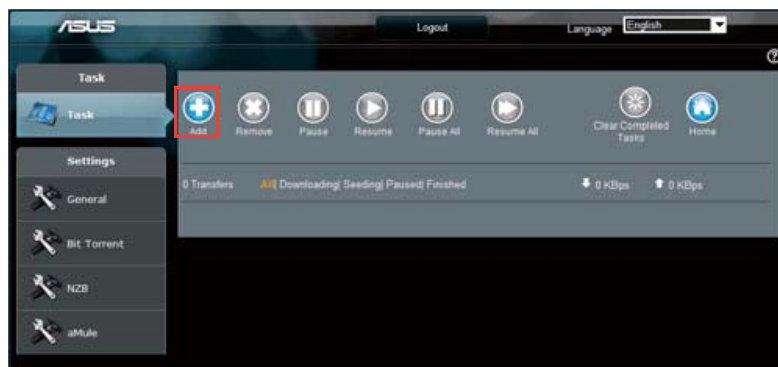 ASUS
Logout
Language English
?
Task
Task
Settings
General
Bit Torrent
NZB
aMule
Add
Remove
Pause
Resume
Pause All
Resume All
Clear Completed
Tasks
Home
0 Transfers All| Downloading| Seeding| Paused| Finished 0 KBps 0 KBps